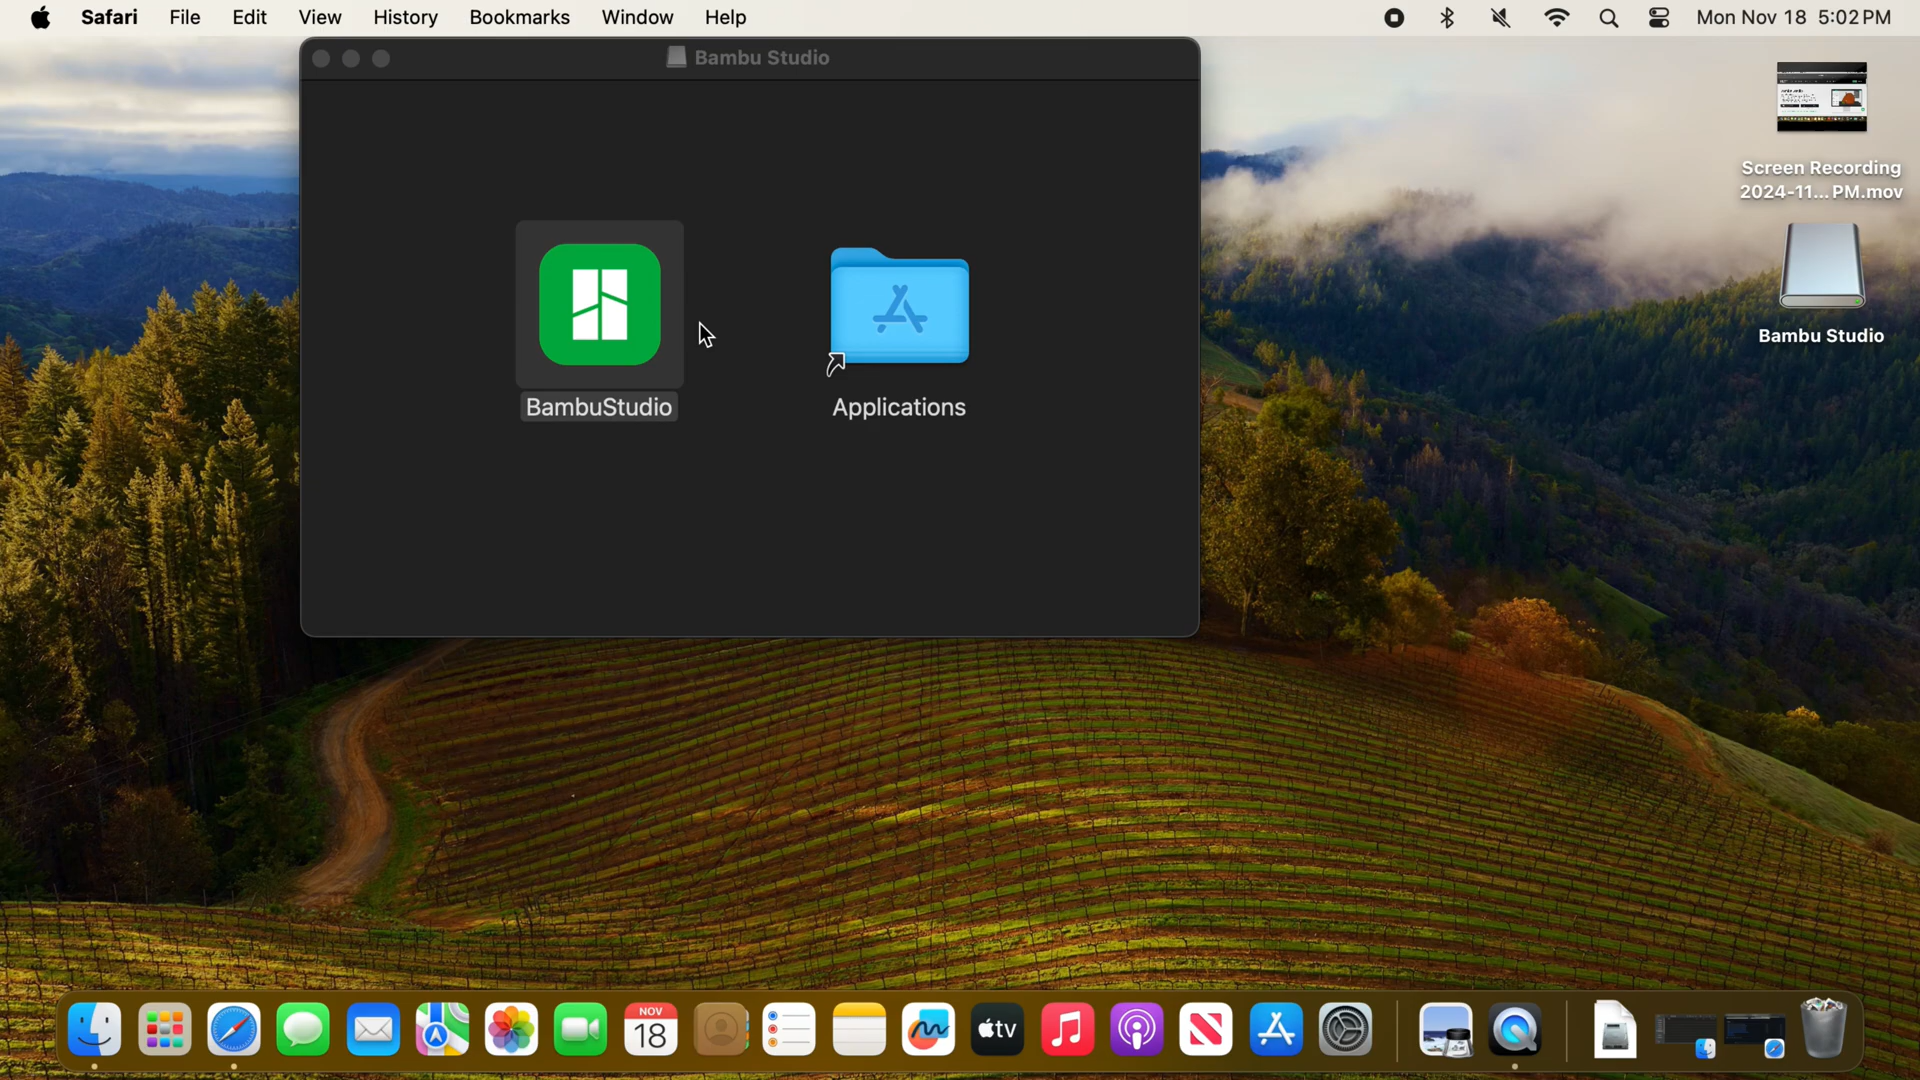 Safari File Edit View History Bookmarks Window Help Mon Nov 18 5:02 PM
Bambu Studio
BambuStudio
Applications
Screen Recording
2024-11... PM.mov
Bambu Studio
NOV
18
tv